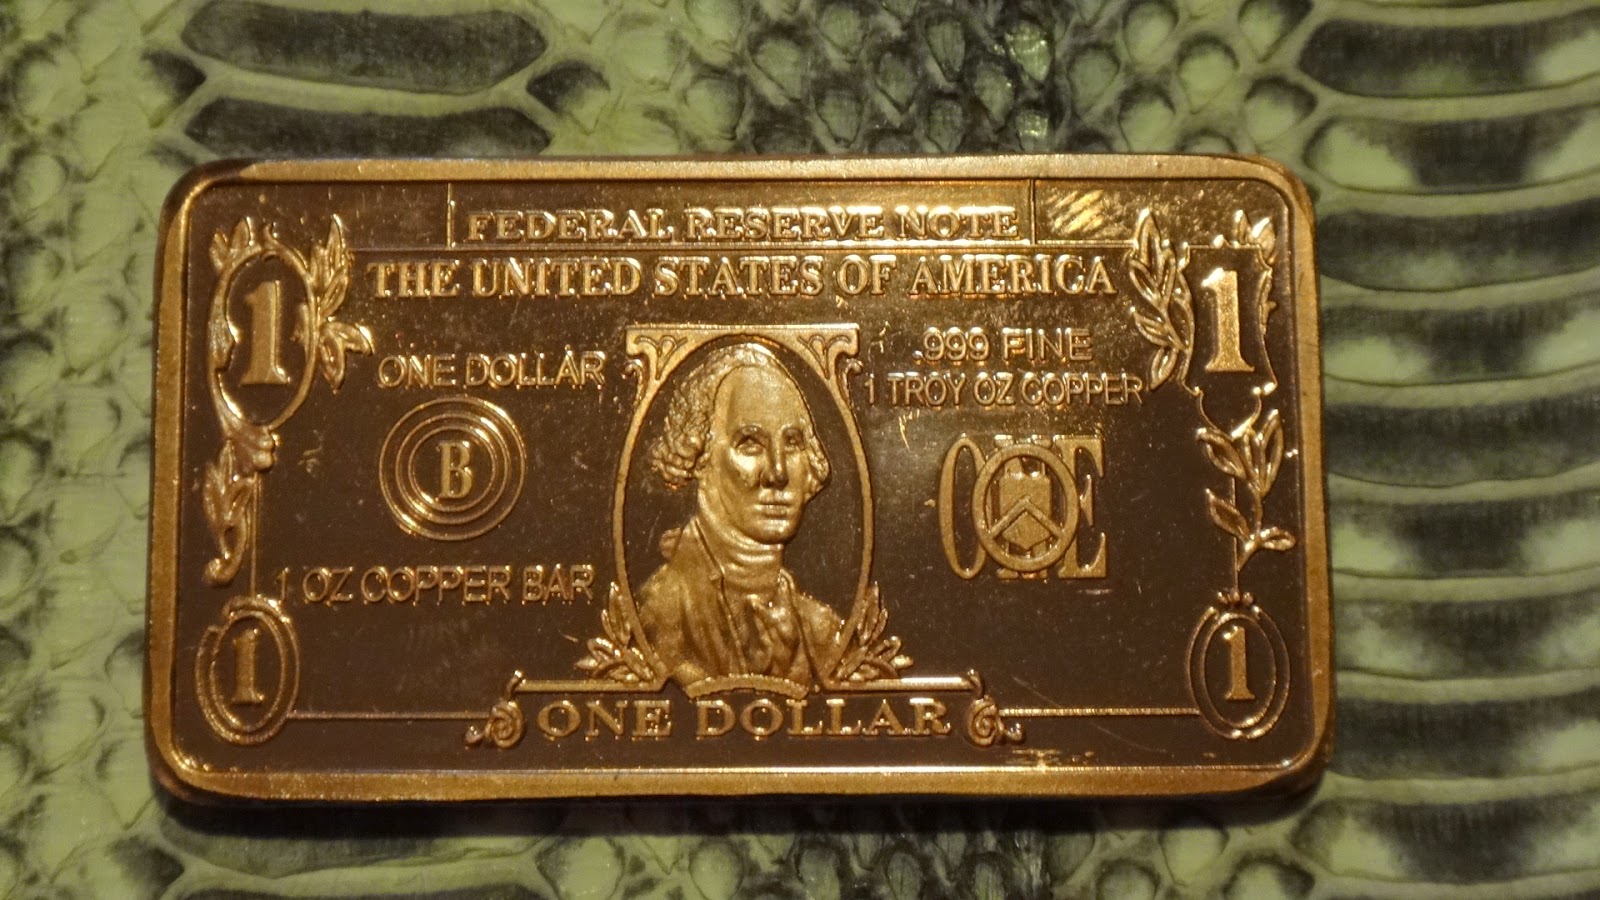 FEDERAL RESERVE NOTE
THE UNITED STATES OF AMERICA
1
1
ONE DOLLAR
.999 FINE
1 TROY OZ COPPER
B
ONE
1 OZ COPPER BAR
1
1
ONE DOLLAR